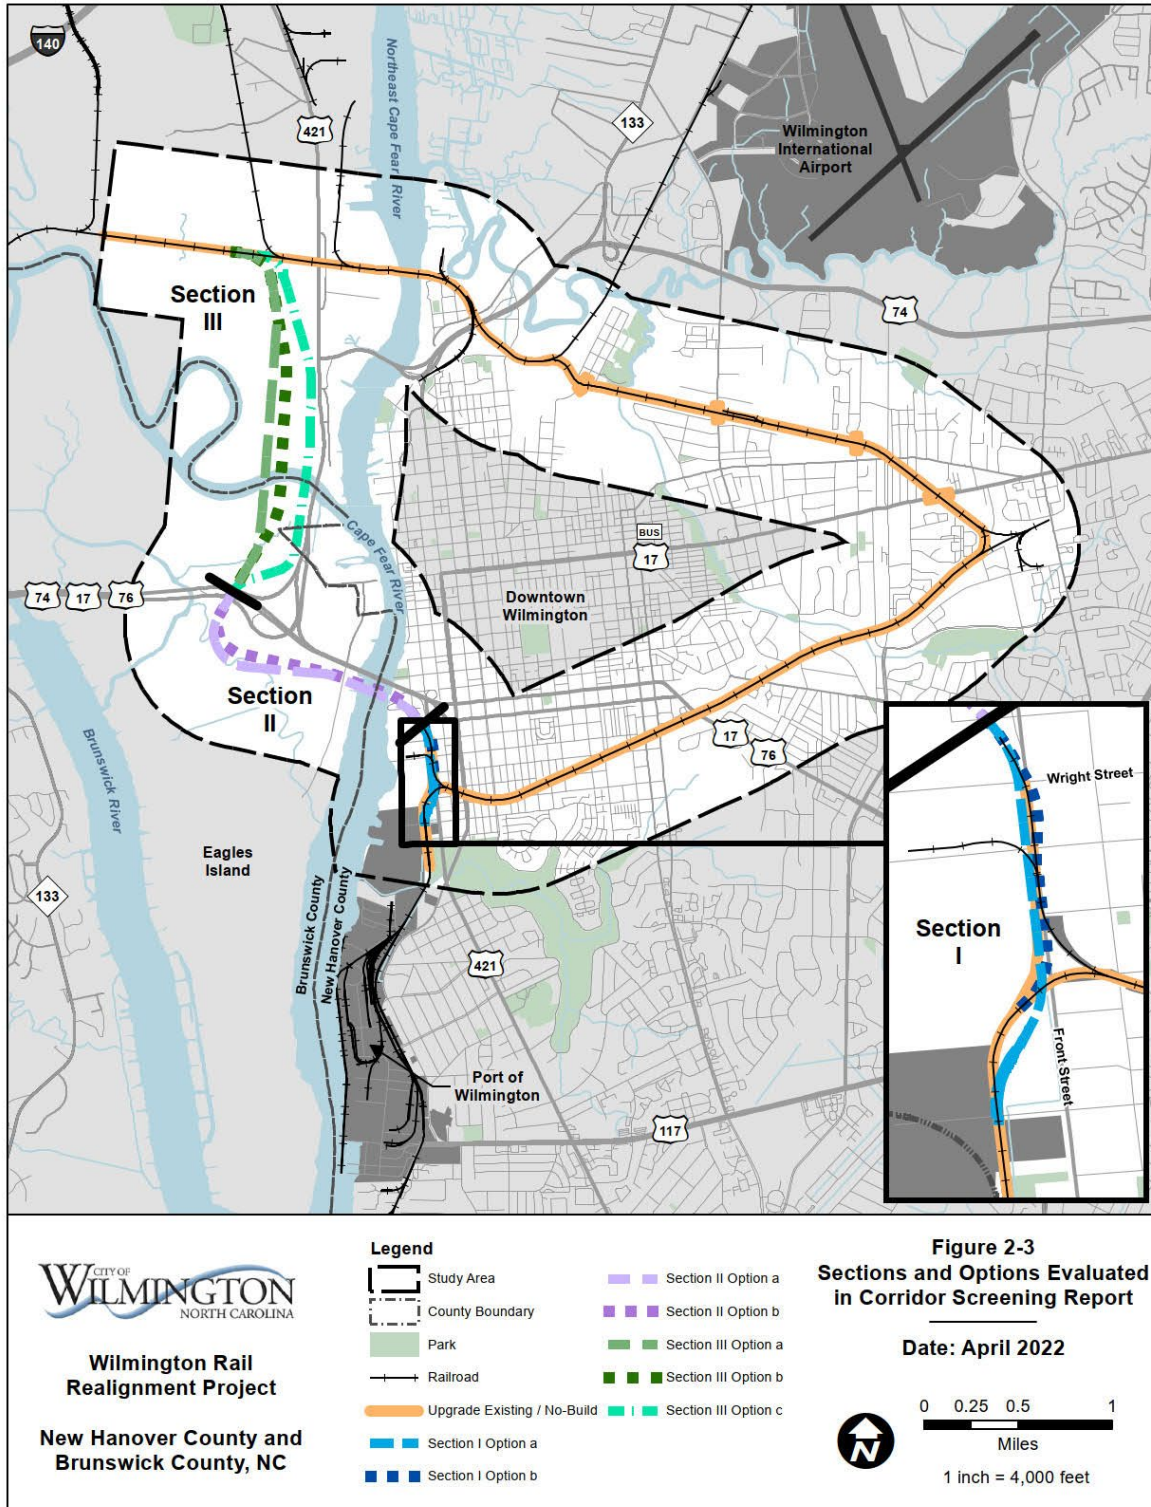 140
421
Northeast Cape Fear River
133
Wilmington
International
Airport
Section
III
74
BUS
17
Cape Fear River
74
17
76
Downtown
Wilmington
Section
II
17
76
Brunswick River
Eagles
Island
133
Brunswick County
New Hanover County
421
Port of
Wilmington
117
Wright Street
Section
I
Front Street
CITY OF
WILMINGTON
NORTH CAROLINA
Wilmington Rail
Realignment Project
New Hanover County and
Brunswick County, NC
Legend
Study Area
County Boundary
Park
Railroad
Upgrade Existing / No-Build
Section I Option a
Section I Option b
Section II Option a
Section II Option b
Section III Option a
Section III Option b
Section III Option c
Figure 2-3
Sections and Options Evaluated
in Corridor Screening Report
Date: April 2022
N
0 0.25 0.5 1
Miles
1 inch = 4,000 feet